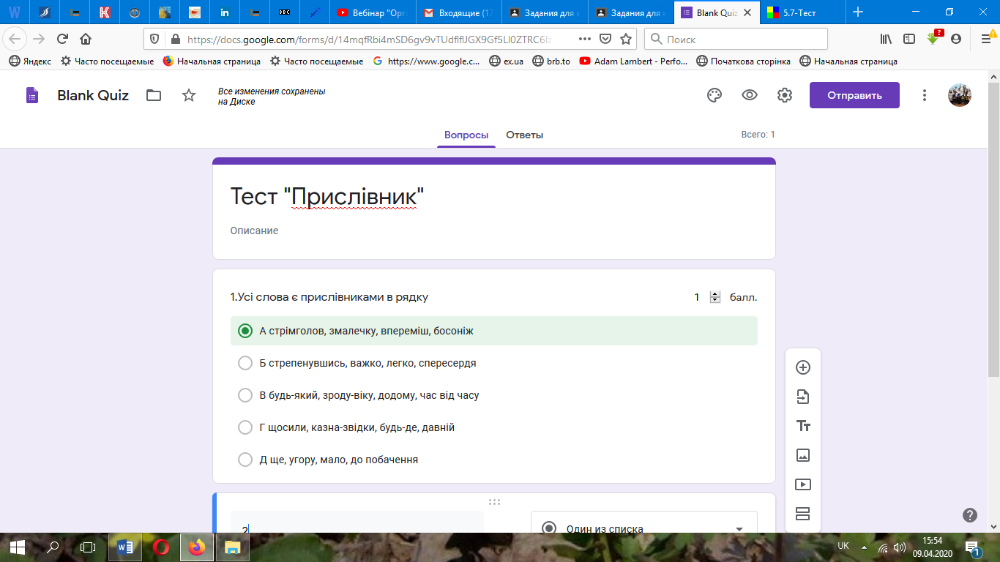 W
K
in
BBC
Вебінар "Орг
Входящие (17
Задания для к
Задания для к
Blank Quiz
5.7-Тест
https://docs.google.com/forms/d/14mqfRbi4mSD6gv9vTUdflflJGX9Gf5Ll0ZTRC6l
Поиск
Яндекс
Часто посещаемые
Начальная страница
Часто посещаемые
https://www.google.c...
ex.ua
brb.to
Adam Lambert - Perfo...
Початкова сторінка
Начальная страница
Blank Quiz
Все изменения сохранены
на Диске
Отправить
Вопросы
Ответы
Всего: 1
Тест "Прислівник"
Описание
1.Усі слова є прислівниками в рядку
1 балл.
А стрімголов, змалечку, впереміш, босоніж
Б стрепенувшись, важко, легко, спересердя
В будь-який, зроду-віку, додому, час від часу
Г щосили, казна-звідки, будь-де, давній
Д ще, угору, мало, до побачення
2
Один из списка
UK
15:54
09.04.2020
1